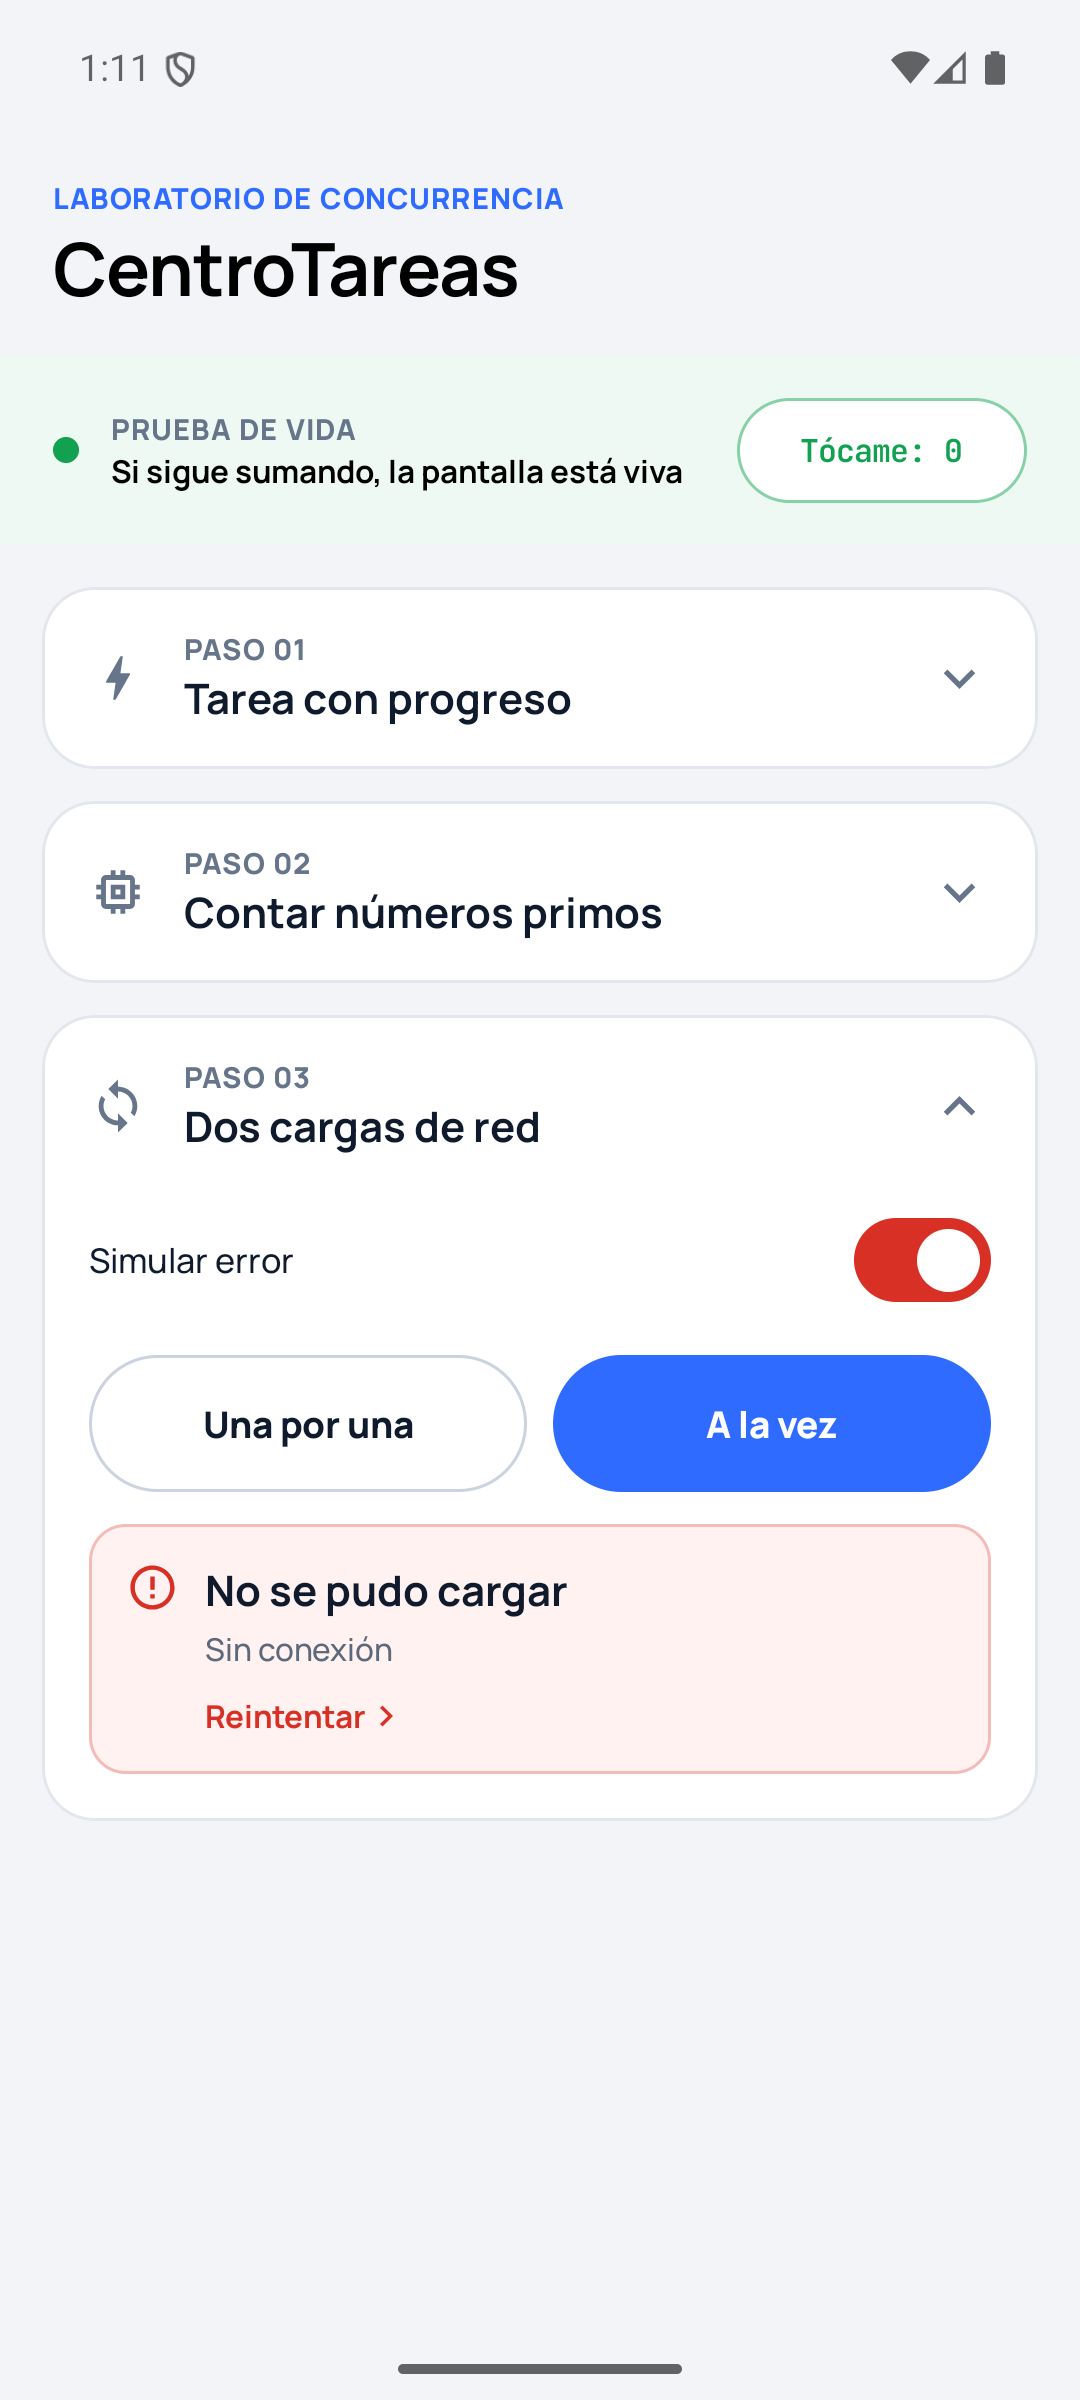 1:11
LABORATORIO DE CONCURRENCIA
CentroTareas
PRUEBA DE VIDA
Si sigue sumando, la pantalla está viva
Tócame: 0
PASO 01
Tarea con progreso
PASO 02
Contar números primos
PASO 03
Dos cargas de red
Simular error
Una por una
A la vez
No se pudo cargar
Sin conexión
Reintentar